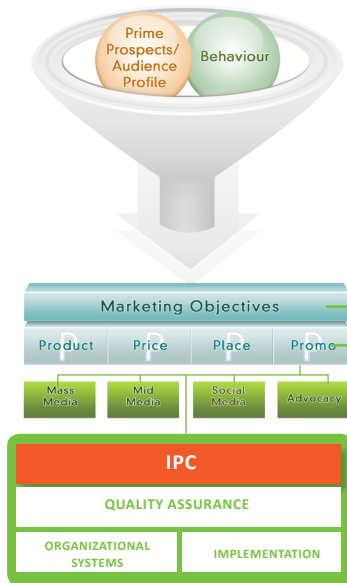 Prime
Prospects/
Audience
Profile
Behaviour
Marketing Objectives
Product
Price
Place
Promo
P
P
P
P
Mass
Media
Mid
Media
Social
Media
Advocacy
IPC
QUALITY ASSURANCE
ORGANIZATIONAL
SYSTEMS
IMPLEMENTATION